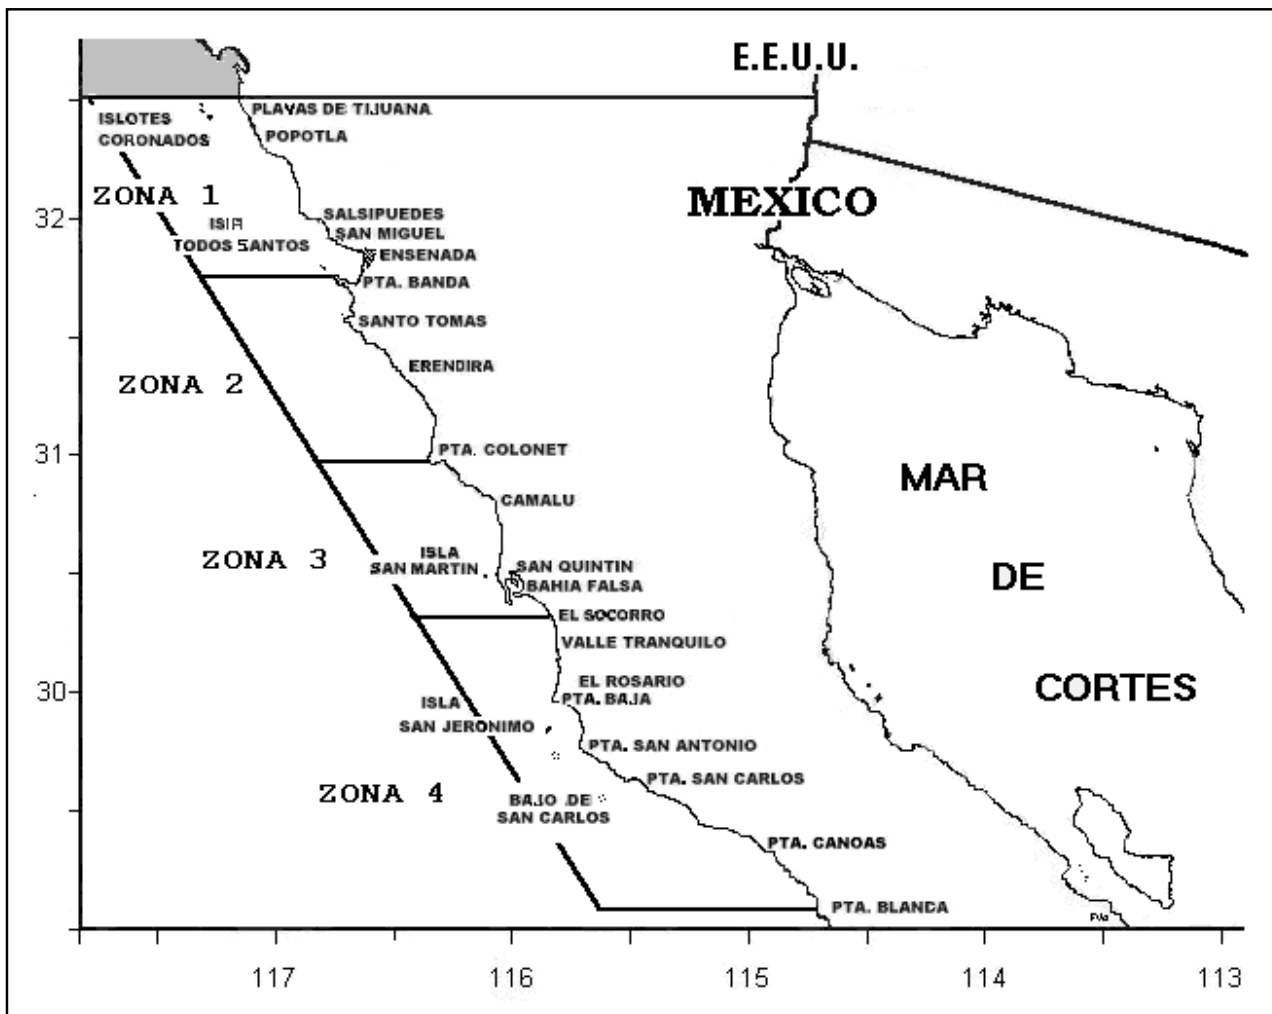 E.E.U.U.
PLAYAS DE TIJUANA
ISLOTES
CORONADOS
POPOTLA
ZONA 1
MEXICO
32
SALSIPUEDES
ISIA
SAN MIGUEL
TODOS SANTOS
ENSENADA
PTA. BANDA
SANTO TOMAS
ERENDIRA
ZONA 2
PTA. COLONET
31
MAR
CAMALU
ZONA 3
ISLA
SAN MARTIN
SAN QUINTIN
BAHIA FALSA
DE
EL SOCORRO
VALLE TRANQUILO
EL ROSARIO
CORTES
30
PTA. BAJA
ISLA
SAN JERONIMO
PTA. SAN ANTONIO
PTA. SAN CARLOS
ZONA 4
BAJO DE
SAN CARLOS
PTA. CANOAS
PTA. BLANCA
117
116
115
114
113